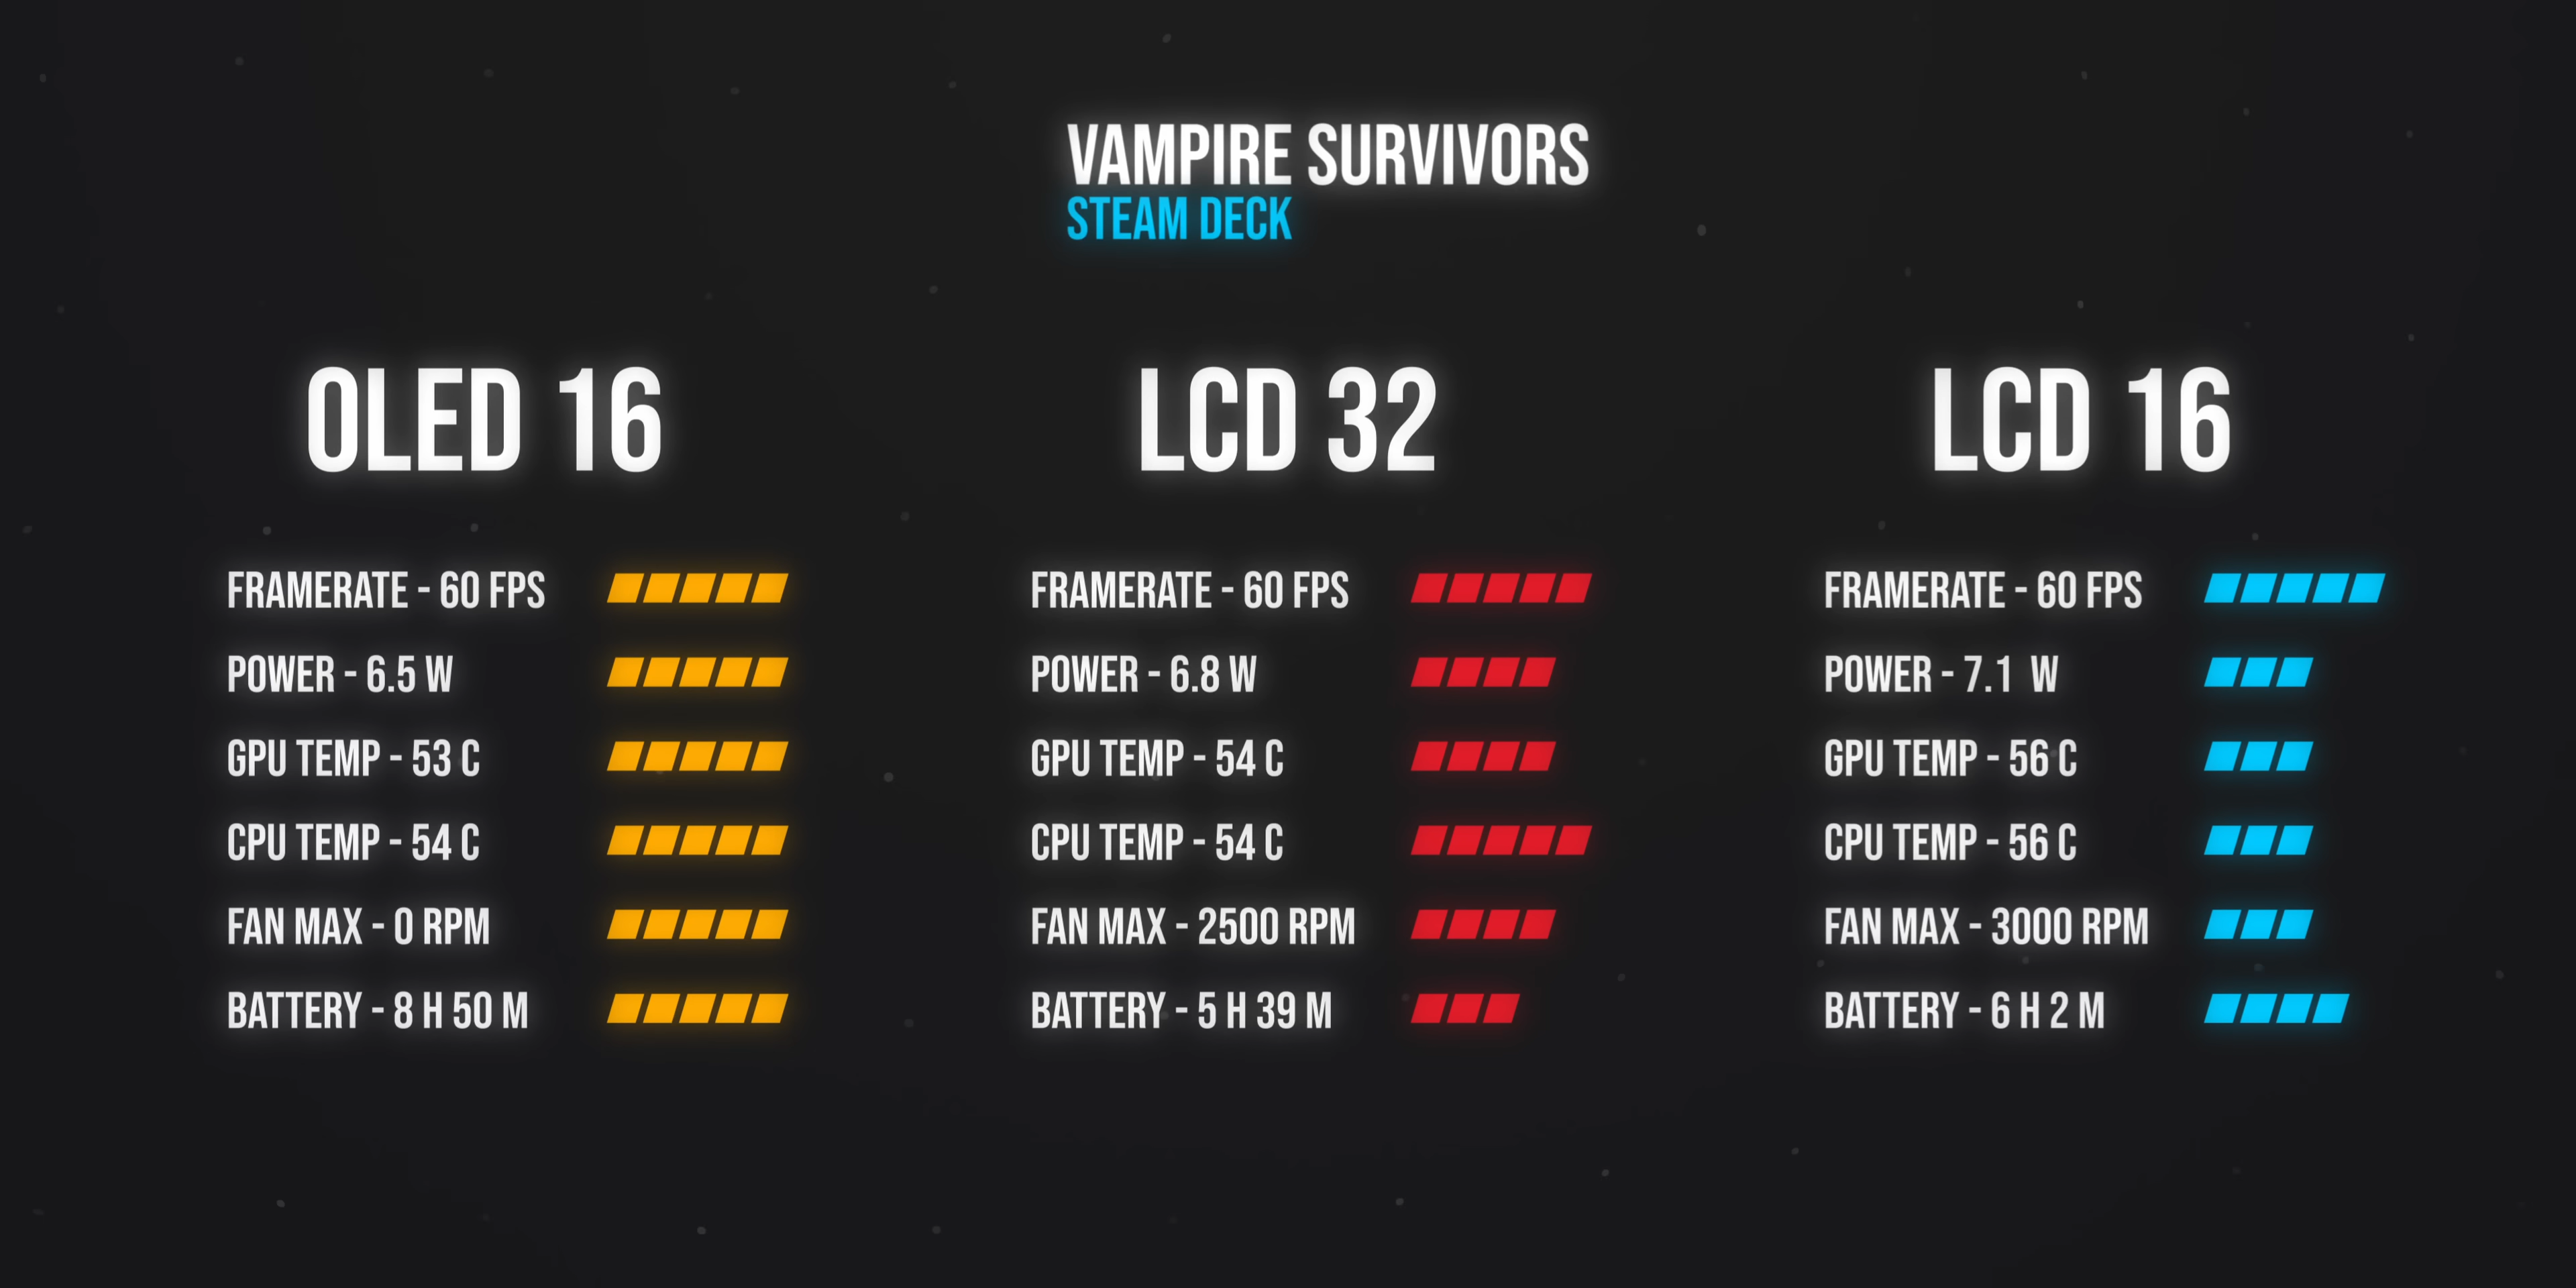 VAMPIRE SURVIVORS
STEAM DECK
OLED 16
FRAMERATE - 60 FPS
POWER - 6.5 W
GPU TEMP - 53 C
CPU TEMP - 54 C
FAN MAX - 0 RPM
BATTERY - 8 H 50 M
LCD 32
FRAMERATE - 60 FPS
POWER - 6.8 W
GPU TEMP - 54 C
CPU TEMP - 54 C
FAN MAX - 2500 RPM
BATTERY - 5 H 39 M
LCD 16
FRAMERATE - 60 FPS
POWER - 7.1 W
GPU TEMP - 56 C
CPU TEMP - 56 C
FAN MAX - 3000 RPM
BATTERY - 6 H 2 M